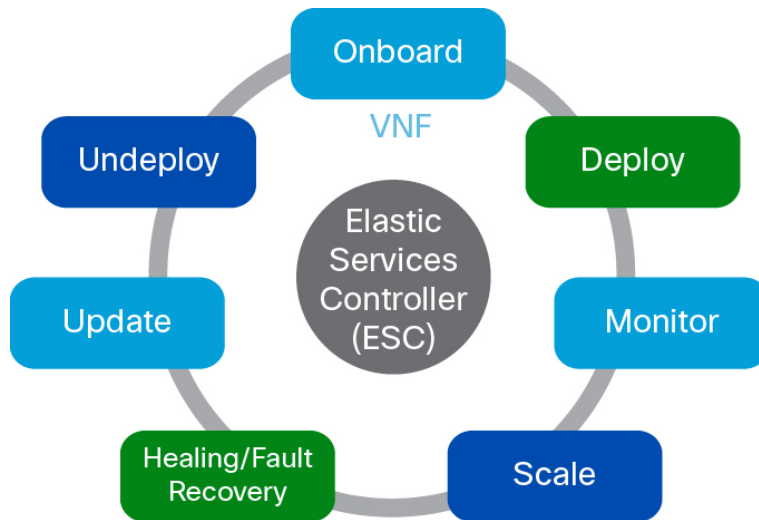 Onboard
VNF
Undeploy
Deploy
Elastic
Services
Controller
(ESC)
Update
Monitor
Healing/Fault
Recovery
Scale